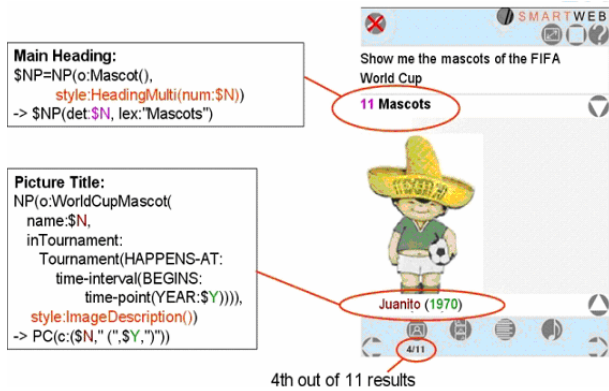 SMARTWEB
Main Heading:
$NP=NP(o:Mascot(),
style:HeadingMulti(num:$N))
-> $NP(det:$N, lex:"Mascots")
Show me the mascots of the FIFA
World Cup
11 Mascots
Picture Title:
NP(o:WorldCupMascot(
name:$N,
inTournament:
Tournament(HAPPENS-AT:
time-interval(BEGINS:
time-point(YEAR:$Y)))),
style:ImageDescription())
-> PC(c:($N," (",$Y,")"))
Juanito (1970)
4/11
4th out of 11 results